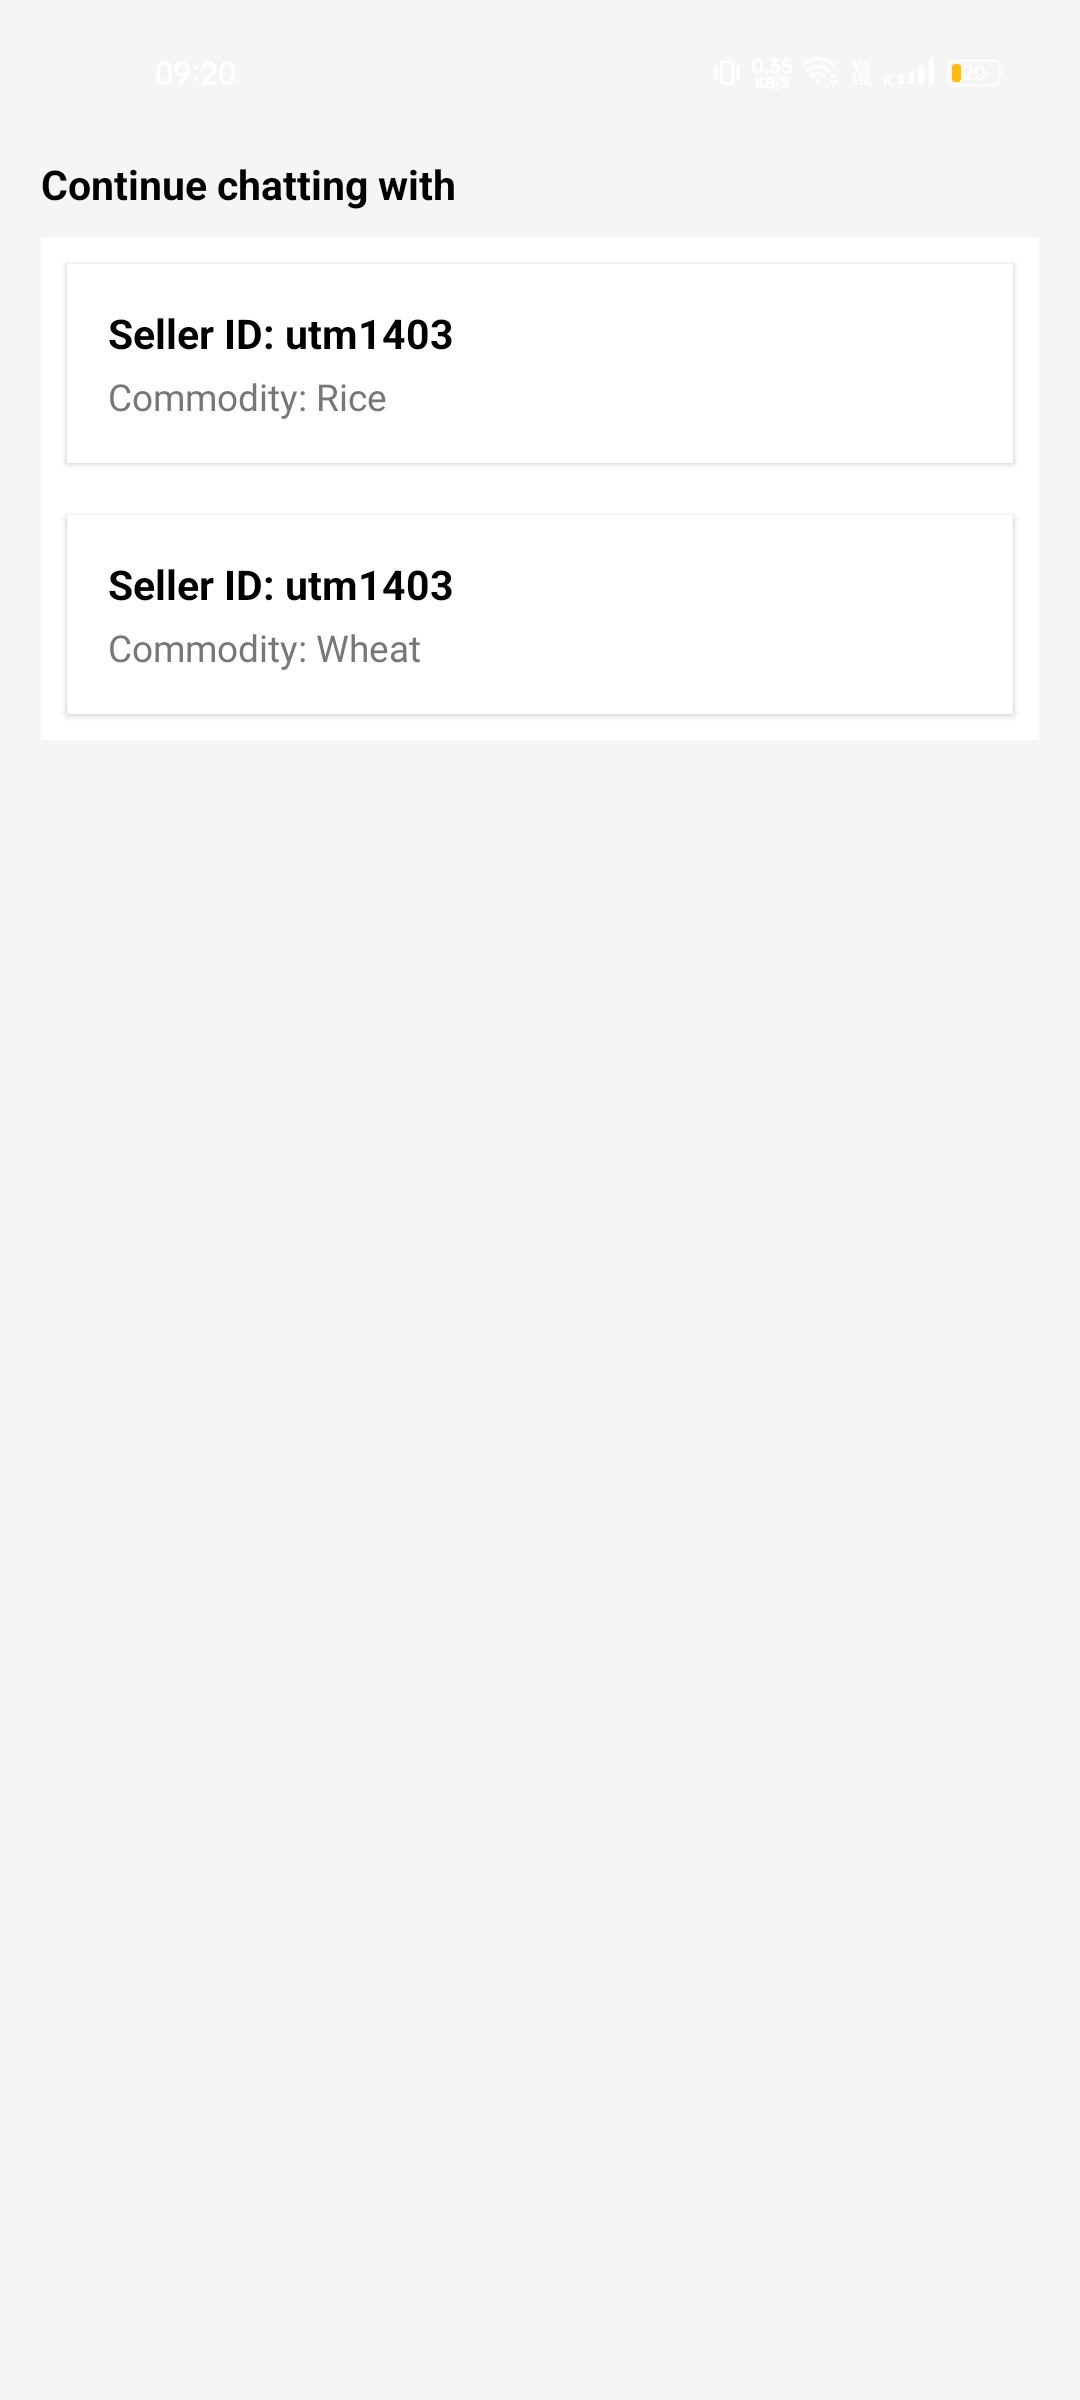 09:20
0.35
KB/S
Vo
LTE
R
20
Continue chatting with
Seller ID: utm1403
Commodity: Rice
Seller ID: utm1403
Commodity: Wheat